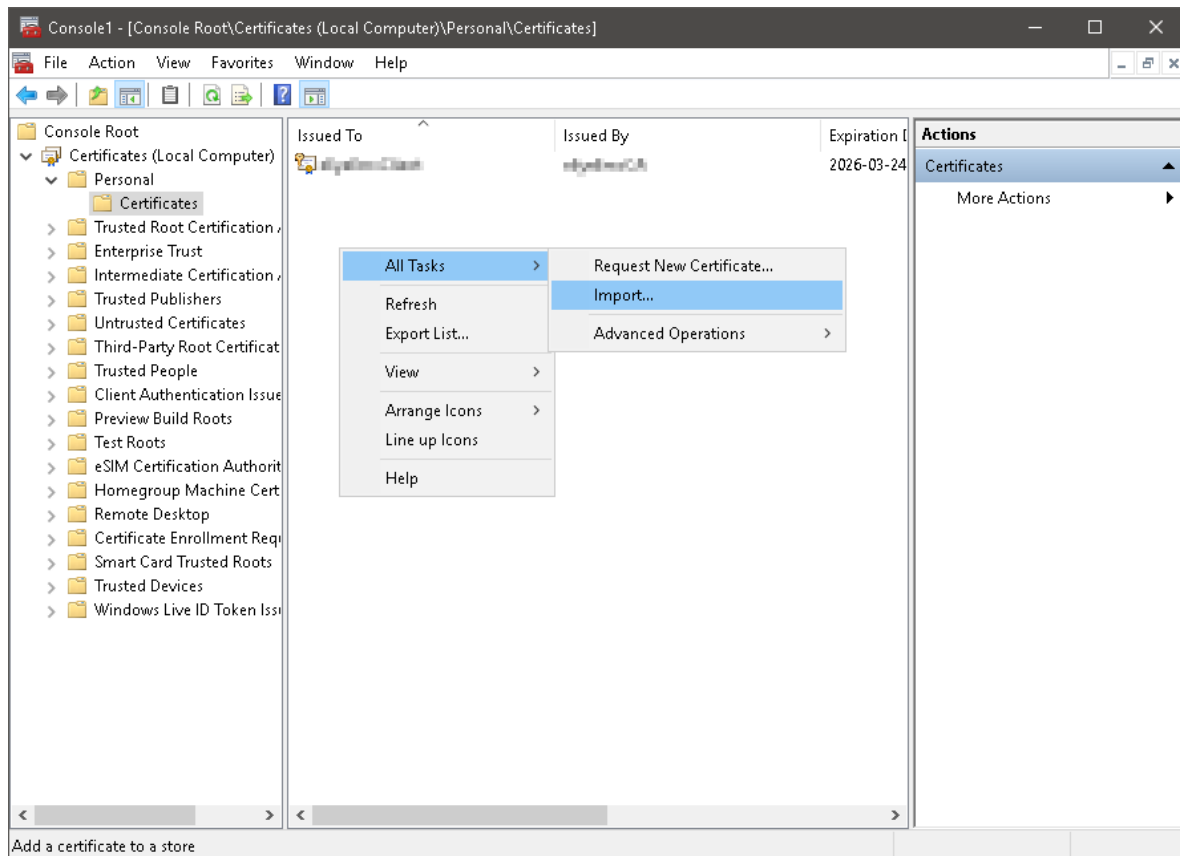 Console1 - [Console Root\Certificates (Local Computer)\Personal\Certificates]
File Action View Favorites Window Help
Console Root
Certificates (Local Computer)
Personal
Certificates
Trusted Root Certification
Enterprise Trust
Intermediate Certification
Trusted Publishers
Untrusted Certificates
Third-Party Root Certificat
Trusted People
Client Authentication Issue
Preview Build Roots
Test Roots
eSIM Certification Authorit
Homegroup Machine Cert
Remote Desktop
Certificate Enrollment Requ
Smart Card Trusted Roots
Trusted Devices
Windows Live ID Token Issu
Issued To Issued By Expiration D
2026-03-24
All Tasks
Refresh
Export List...
View
Arrange Icons
Line up Icons
Help
Request New Certificate...
Import...
Advanced Operations
Actions
Certificates
More Actions
Add a certificate to a store